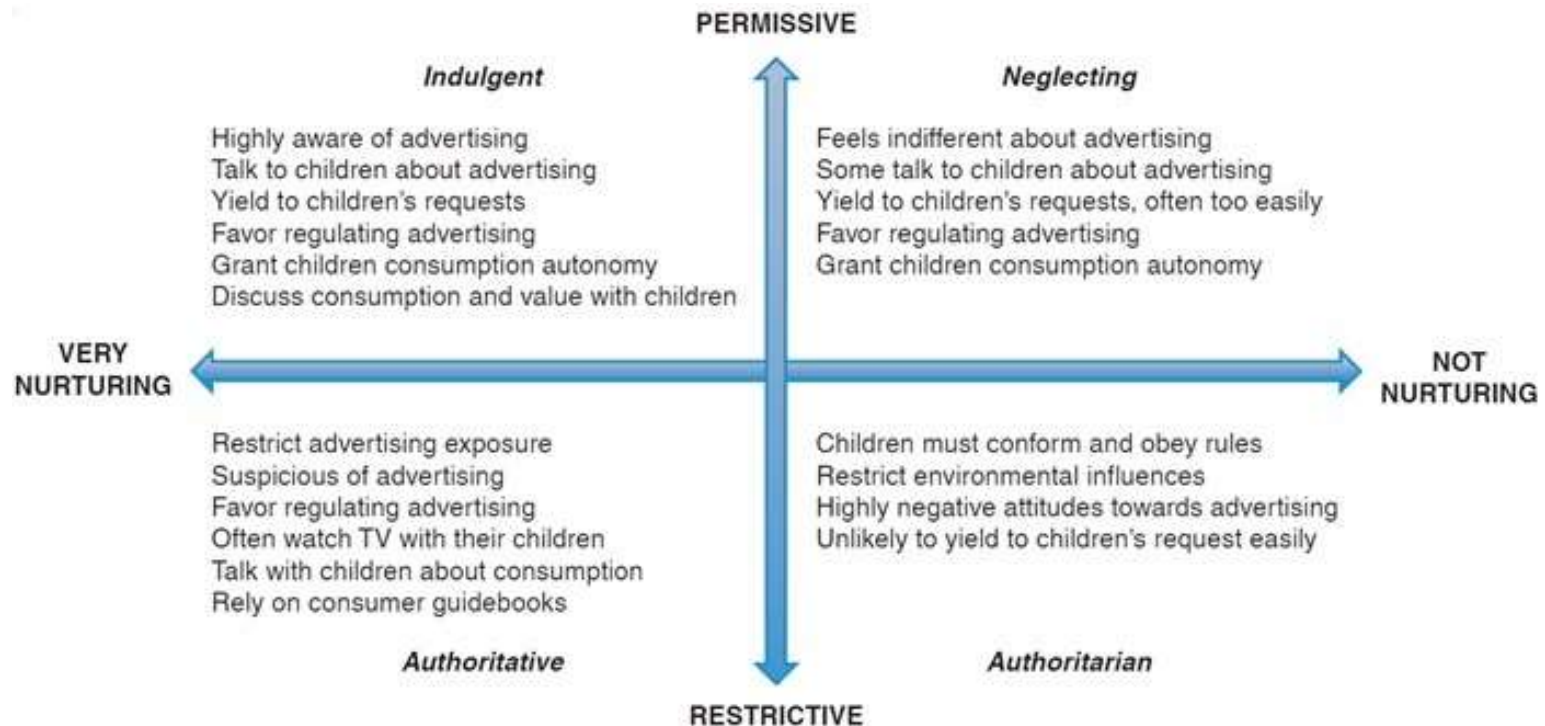 PERMISSIVE
Indulgent
Highly aware of advertising
Talk to children about advertising
Yield to children's requests
Favor regulating advertising
Grant children consumption autonomy
Discuss consumption and value with children
Neglecting
Feels indifferent about advertising
Some talk to children about advertising
Yield to children's requests, often too easily
Favor regulating advertising
Grant children consumption autonomy
VERY
NURTURING
NOT
NURTURING
Restrict advertising exposure
Suspicious of advertising
Favor regulating advertising
Often watch TV with their children
Talk with children about consumption
Rely on consumer guidebooks
Authoritative
Children must conform and obey rules
Restrict environmental influences
Highly negative attitudes towards advertising
Unlikely to yield to children's request easily
Authoritarian
RESTRICTIVE